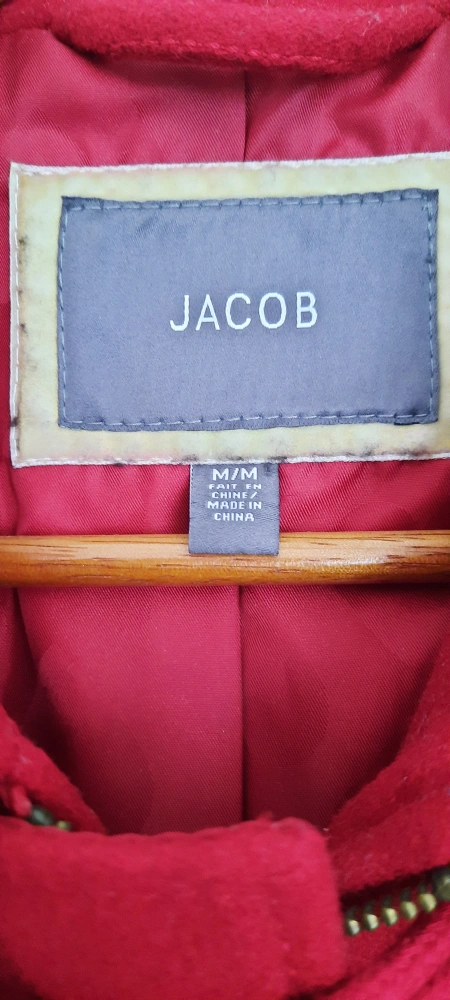 JACOB
M/M
FAIT EN
CHINE/
MADE IN
CHINA